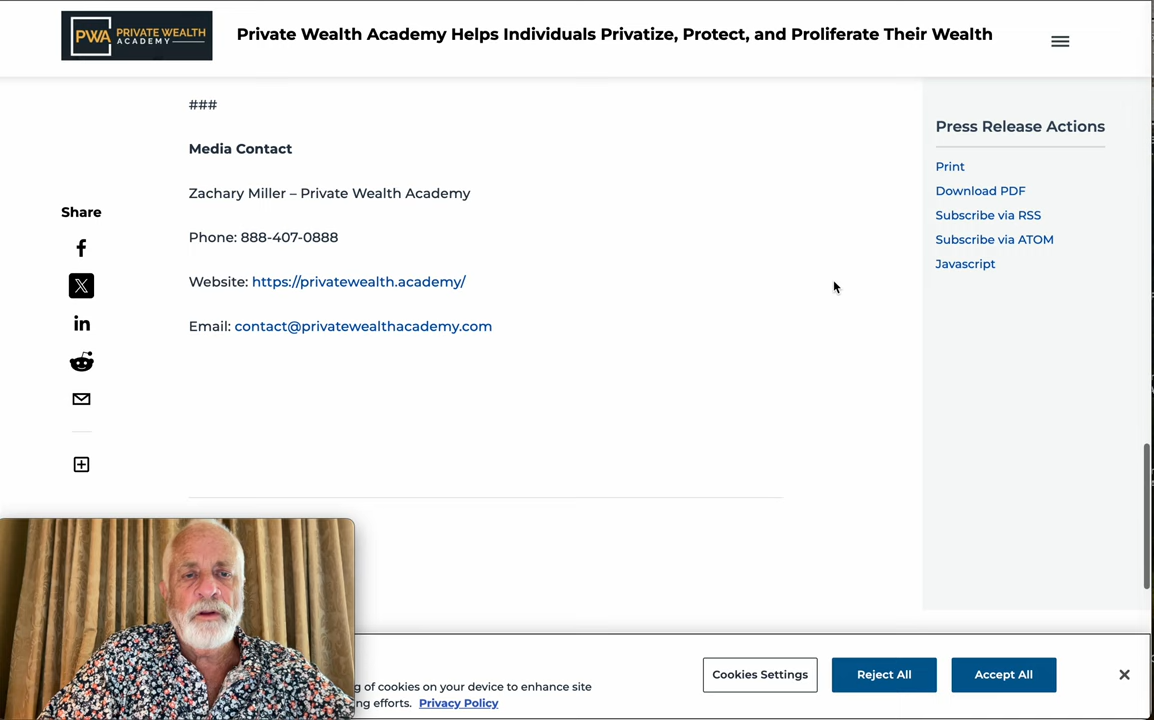 PWA PRIVATE WEALTH
ACADEMY
Private Wealth Academy Helps Individuals Privatize, Protect, and Proliferate Their Wealth
###
Media Contact
Zachary Miller – Private Wealth Academy
Phone: 888-407-0888
Website: https://privatewealth.academy/
Email: contact@privatewealthacademy.com
Share
Press Release Actions
Print
Download PDF
Subscribe via RSS
Subscribe via ATOM
Javascript
g of cookies on your device to enhance site
ng efforts. Privacy Policy
Cookies Settings
Reject All
Accept All